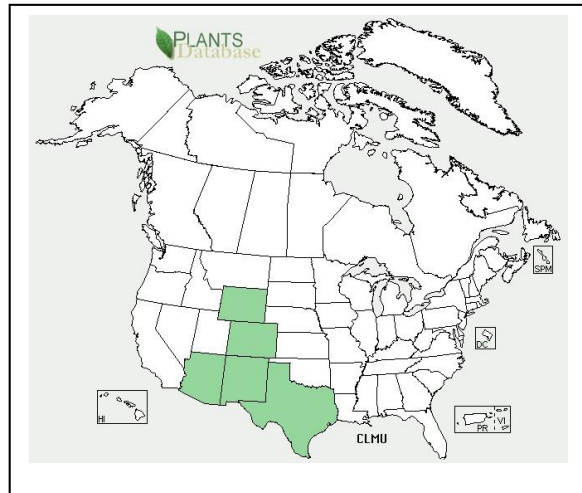 PLANTS
Database
SPM
DC
HI
PR VI
CLMU